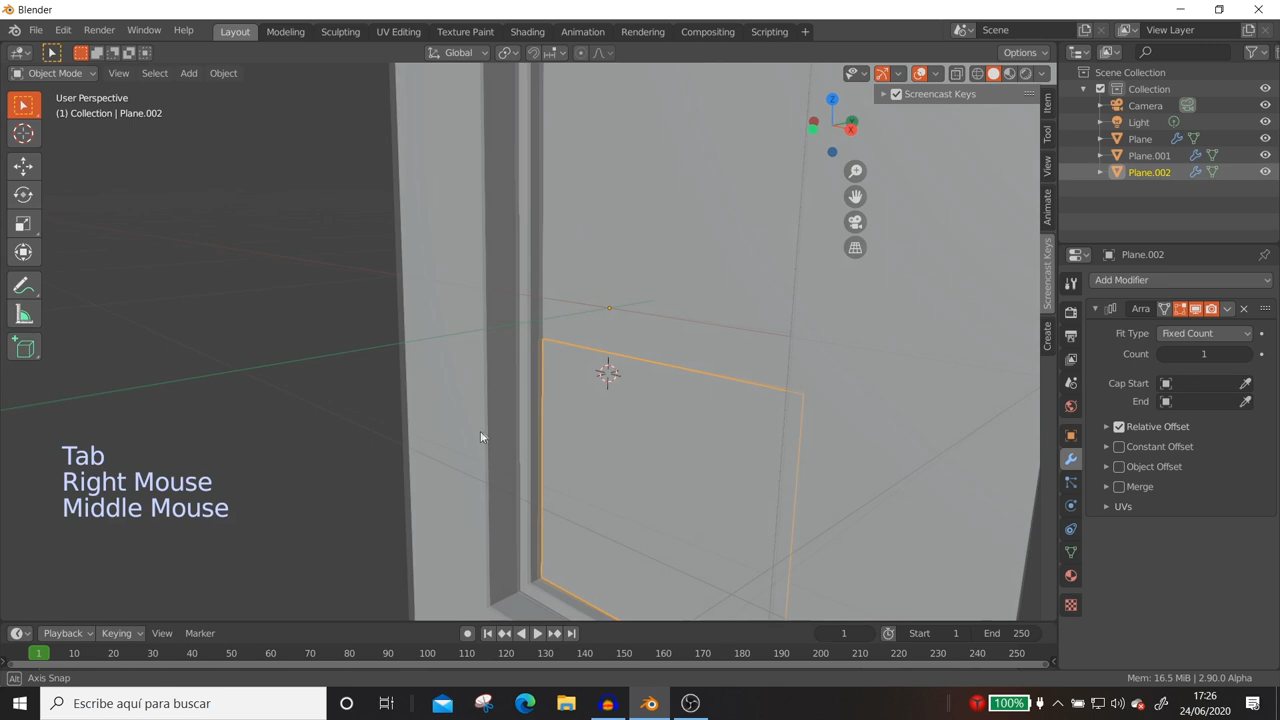 Blender
File Edit Render Window Help Layout Modeling Sculpting UV Editing Texture Paint Shading Animation Rendering Compositing Scripting + Scene View Layer
Global Options
Object Mode View Select Add Object
User Perspective
(1) Collection | Plane.002
Screencast Keys
Z
X
Item
Tool
View
Animate
Screencast Keys
Create
Scene Collection
Collection
Camera
Light
Plane
Plane.001
Plane.002
Plane.002
Add Modifier
Arra
Fit Type Fixed Count
Count 1
Cap Start
End
Relative Offset
Constant Offset
Object Offset
Merge
UVs
Tab
Right Mouse
Middle Mouse
Playback Keying View Marker 1 Start 1 End 250
1 10 20 30 40 50 60 70 80 90 100 110 120 130 140 150 160 170 180 190 200 210 220 230 240 250
Alt Axis Snap Mem: 16.5 MiB | 2.90.0 Alpha
Escribe aquí para buscar 100% 17:26
24/06/2020